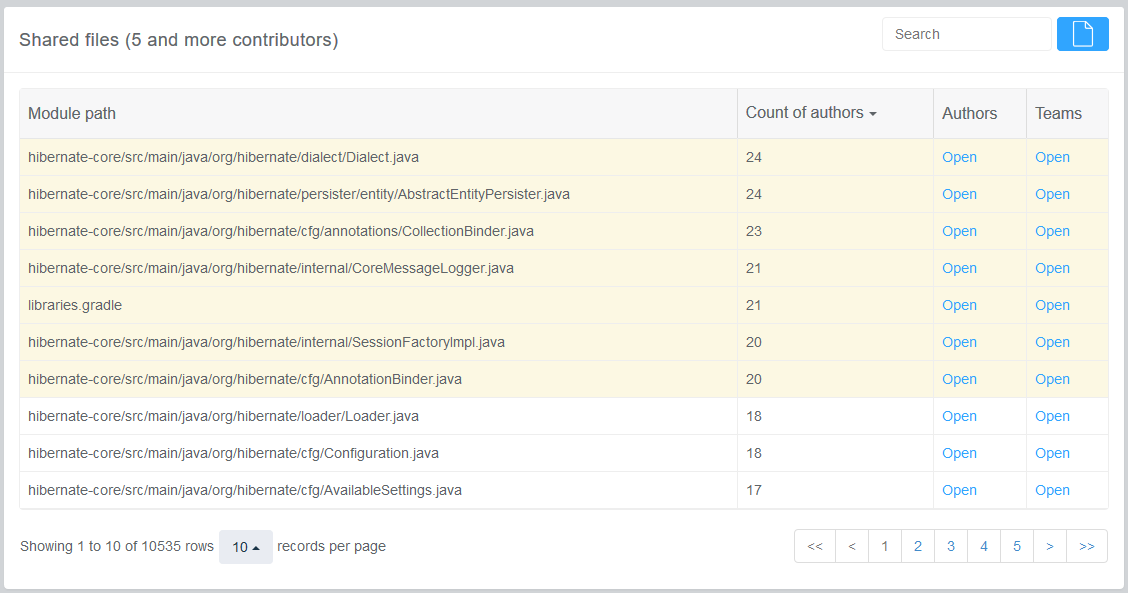 Shared files (5 and more contributors) Search
Module path Count of authors Authors Teams
hibernate-core/src/main/java/org/hibernate/dialect/Dialect.java 24 Open Open
hibernate-core/src/main/java/org/hibernate/persister/entity/AbstractEntityPersister.java 24 Open Open
hibernate-core/src/main/java/org/hibernate/cfg/annotations/CollectionBinder.java 23 Open Open
hibernate-core/src/main/java/org/hibernate/internal/CoreMessageLogger.java 21 Open Open
libraries.gradle 21 Open Open
hibernate-core/src/main/java/org/hibernate/internal/SessionFactoryImpl.java 20 Open Open
hibernate-core/src/main/java/org/hibernate/cfg/AnnotationBinder.java 20 Open Open
hibernate-core/src/main/java/org/hibernate/loader/Loader.java 18 Open Open
hibernate-core/src/main/java/org/hibernate/cfg/Configuration.java 18 Open Open
hibernate-core/src/main/java/org/hibernate/cfg/AvailableSettings.java 17 Open Open
Showing 1 to 10 of 10535 rows 10 records per page << < 1 2 3 4 5 > >>